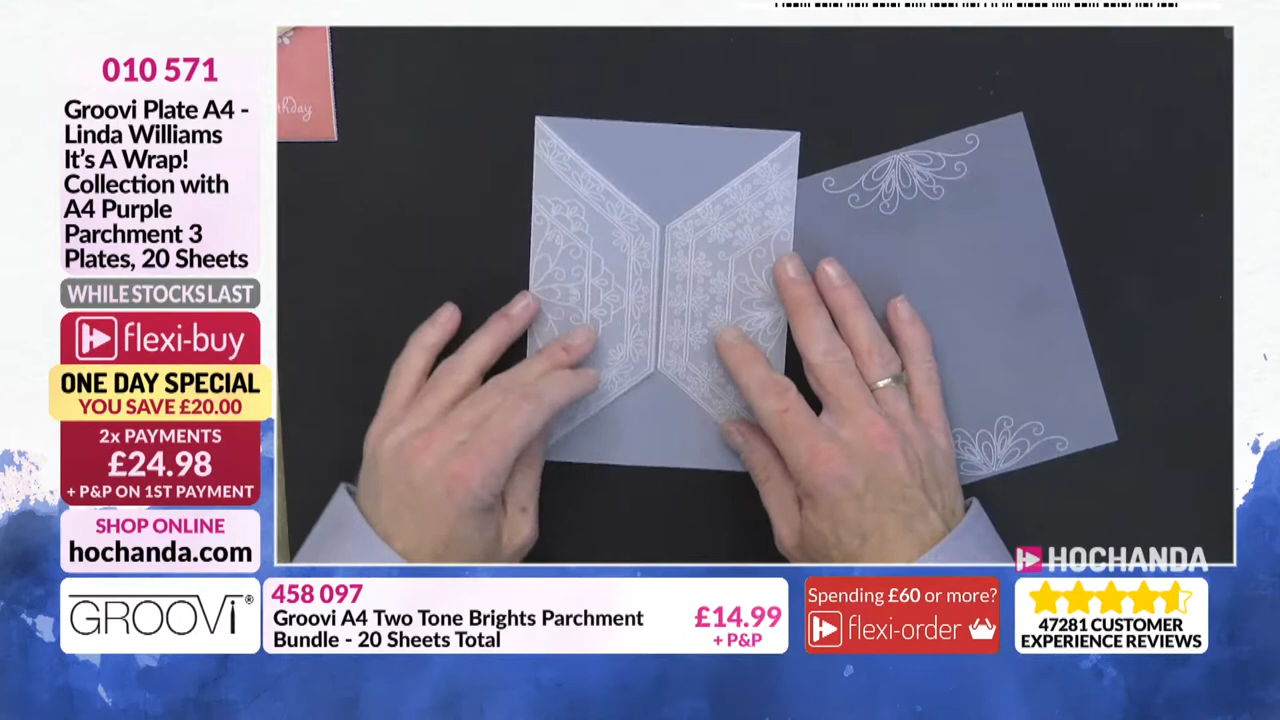 010 571
Groovi Plate A4 -
Linda Williams
It's A Wrap!
Collection with
A4 Purple
Parchment 3
Plates, 20 Sheets
WHILE STOCKS LAST
flexi-buy
ONE DAY SPECIAL
YOU SAVE £20.00
2x PAYMENTS
£24.98
+ P&P ON 1ST PAYMENT
SHOP ONLINE
hochanda.com
HOCHANDA
GROOVi®
458 097
Groovi A4 Two Tone Brights Parchment
Bundle - 20 Sheets Total
£14.99
+ P&P
Spending £60 or more?
flexi-order
47281 CUSTOMER
EXPERIENCE REVIEWS